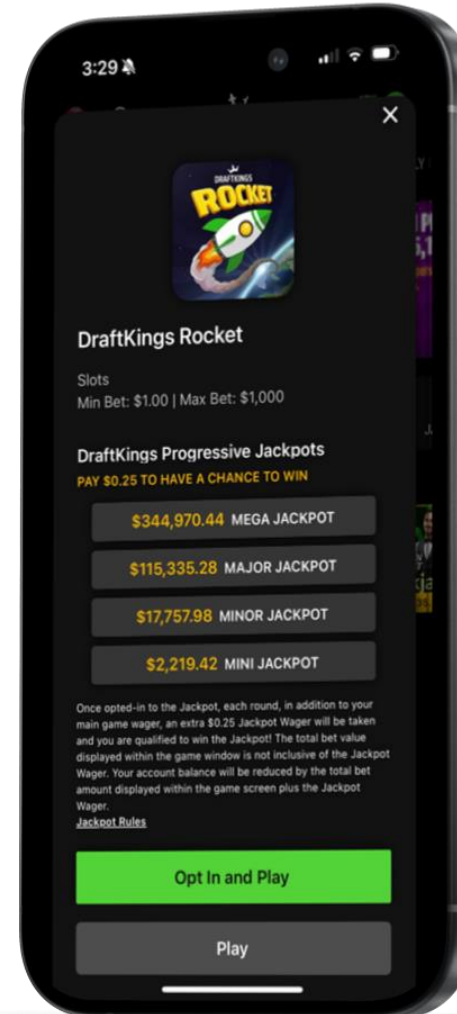 3:29
DRAFTKINGS
ROCKET
DraftKings Rocket
Slots
Min Bet: $1.00 | Max Bet: $1,000
DraftKings Progressive Jackpots
PAY $0.25 TO HAVE A CHANCE TO WIN
$344,970.44 MEGA JACKPOT
$115,335.28 MAJOR JACKPOT
$17,757.98 MINOR JACKPOT
$2,219.42 MINI JACKPOT
Once opted-in to the Jackpot, each round, in addition to your
main game wager, an extra $0.25 Jackpot Wager will be taken
and you are qualified to win the Jackpot! The total bet value
displayed within the game window is not inclusive of the Jackpot
Wager. Your account balance will be reduced by the total bet
amount displayed within the game screen plus the Jackpot
Wager.
Jackpot Rules
Opt In and Play
Play